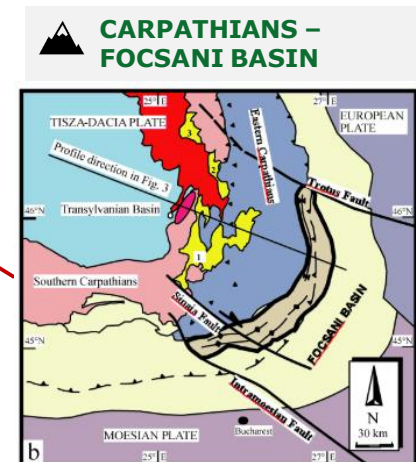 CARPATHIANS –
FOCSANI BASIN
25° E
27° E
TISZA-DACIA PLATE
EUROPEAN
PLATE
3
Eastern Carpathians
Profile direction in Fig. 3
2
Trotus Fault
46°N
46°N
Transylvanian Basin
1
Southern Carpathians
Sinaia Fault
FOCSANI BASIN
45°N
45°N
Intramoesian Fault
N
30 km
Bucharest
MOESIAN PLATE
b
25° E
27° E